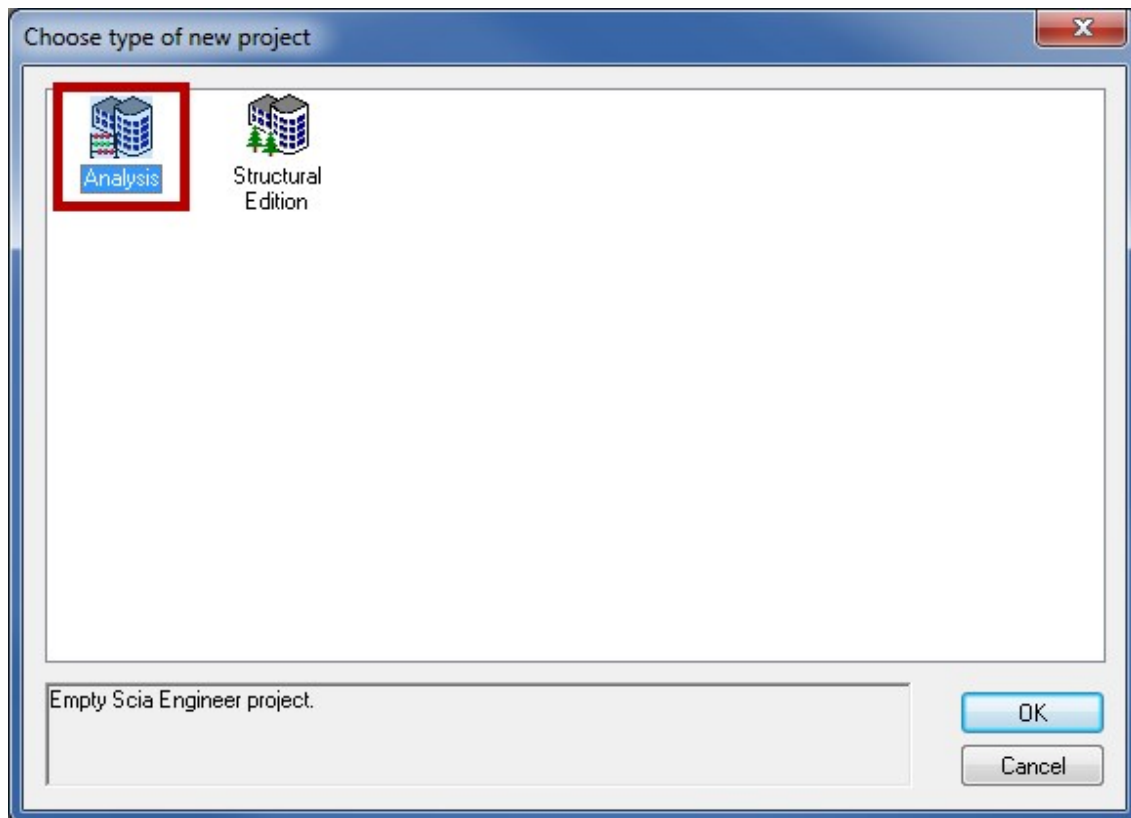 Choose type of new project
Analysis
Structural
Edition
Empty Scia Engineer project.
OK
Cancel